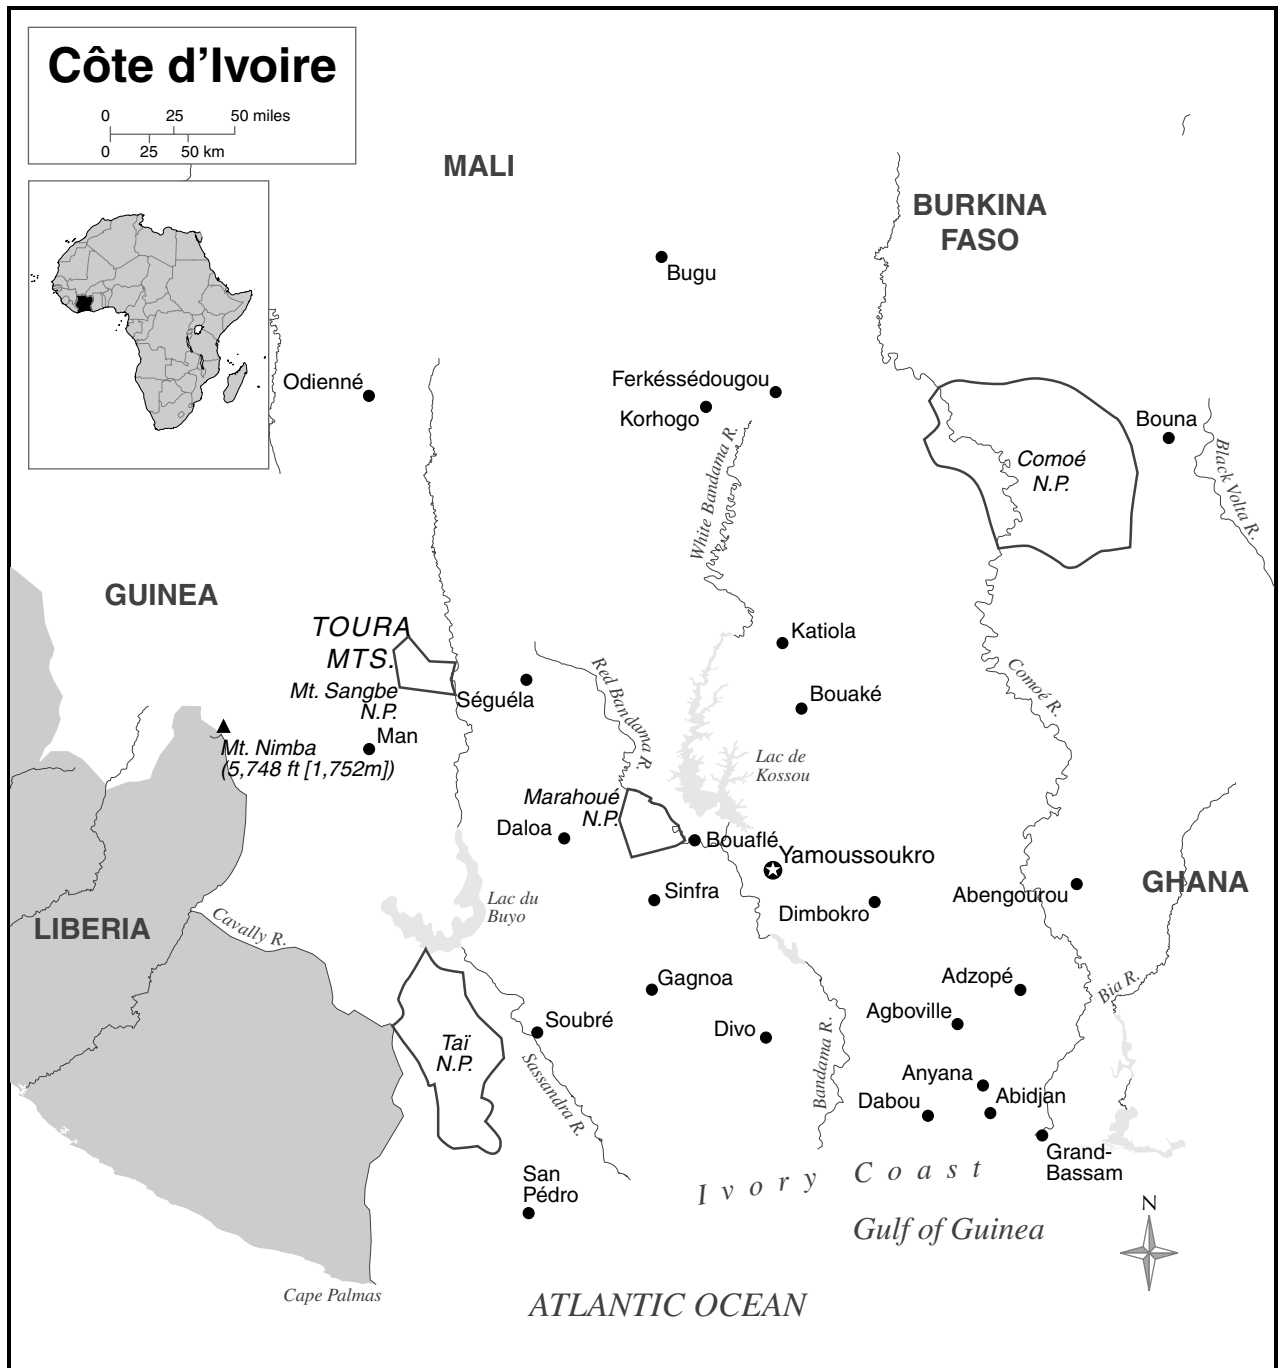 Côte d’Ivoire
0 25 50 miles
0 25 50 km
MALI
BURKINA
FASO
Bugu
Odienné
Ferkéssédougou
Korhogo
Bouna
Comoé
N.P.
White Bandama R.
Black Volta R.
GUINEA
TOURA
MTS.
Mt. Sangbe
N.P.
Séguéla
Katiola
Red Bandama R.
Bouaké
Comoé R.
Man
Mt. Nimba
(5,748 ft [1,752m])
Lac de
Kossou
Marahoué
N.P.
Daloa
Bouaflé
Yamoussoukro
Sinfra
Dimbokro
Abengourou
GHANA
Lac du
Buyo
LIBERIA
Cavally R.
Gagnoa
Adzopé
Bia R.
Agboville
Soubré
Divo
Taï
N.P.
Sassandra R.
Bandama R.
Anyana
Abidjan
Dabou
Grand-
Bassam
San
Pédro
Ivory Coast
N
Gulf of Guinea
Cape Palmas
ATLANTIC OCEAN